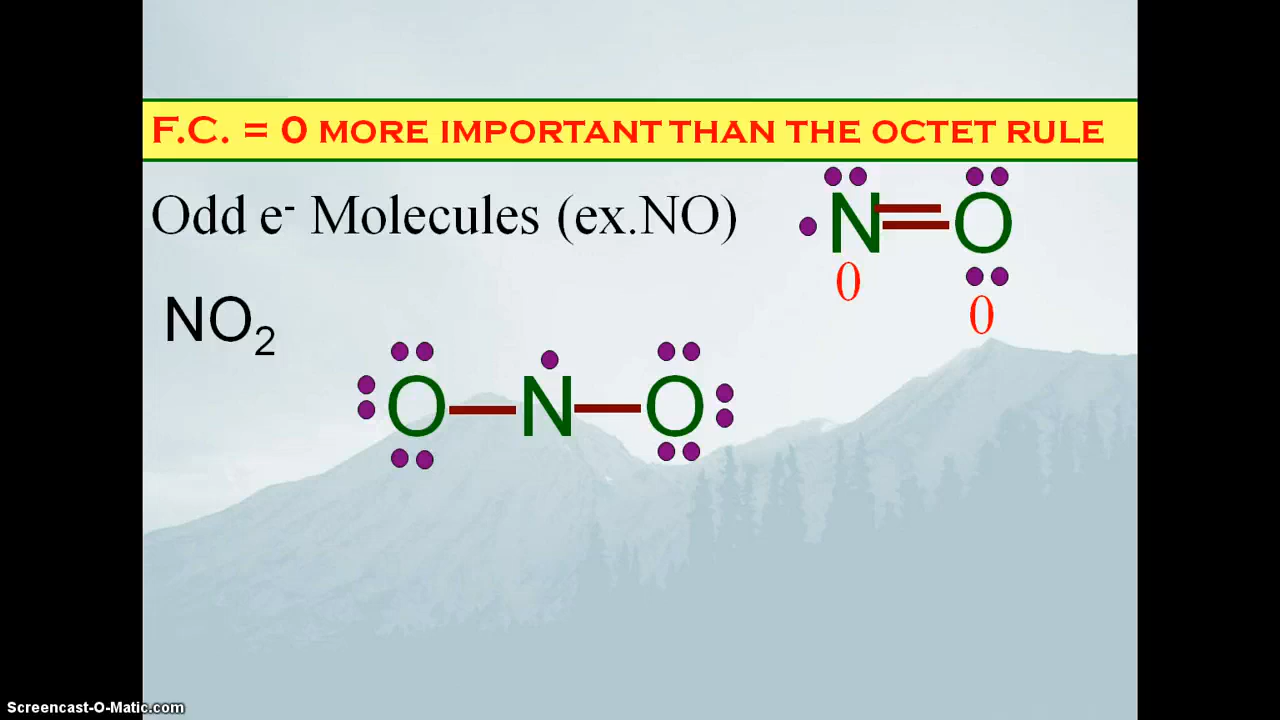 F.C. = 0 MORE IMPORTANT THAN THE OCTET RULE
Odd e- Molecules (ex.NO)
N O
0
0
NO2
O N O
Screencast-O-Matic.com